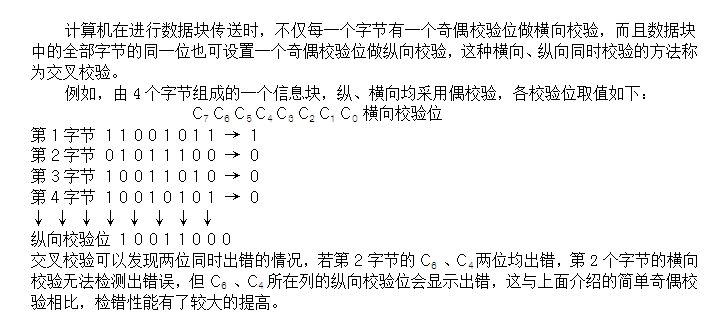 计算机在进行数据块传送时，不仅每一个字节有一个奇偶校验位做横向校验，而且数据块
中的全部字节的同一位也可设置一个奇偶校验位做纵向校验，这种横向、纵向同时校验的方法称
为交叉校验。
例如，由4个字节组成的一个信息块，纵、横向均采用偶校验，各校验位取值如下：
C₇ C₆ C₅ C₄ C₃ C₂ C₁ C₀ 横向校验位
第1字节 1 1 0 0 1 0 1 1 → 1
第2字节 0 1 0 1 1 1 0 0 → 0
第3字节 1 0 0 1 1 0 1 0 → 0
第4字节 1 0 0 1 0 1 0 1 → 0
↓ ↓ ↓ ↓ ↓ ↓ ↓ ↓
纵向校验位 1 0 0 1 1 0 0 0
交叉校验可以发现两位同时出错的情况，若第2字节的 C₆ 、C₄两位均出错，第2个字节的横向
校验无法检测出错误，但 C₆ 、C₄所在列的纵向校验位会显示出错，这与上面介绍的简单奇偶校
验相比，检错性能有了较大的提高。